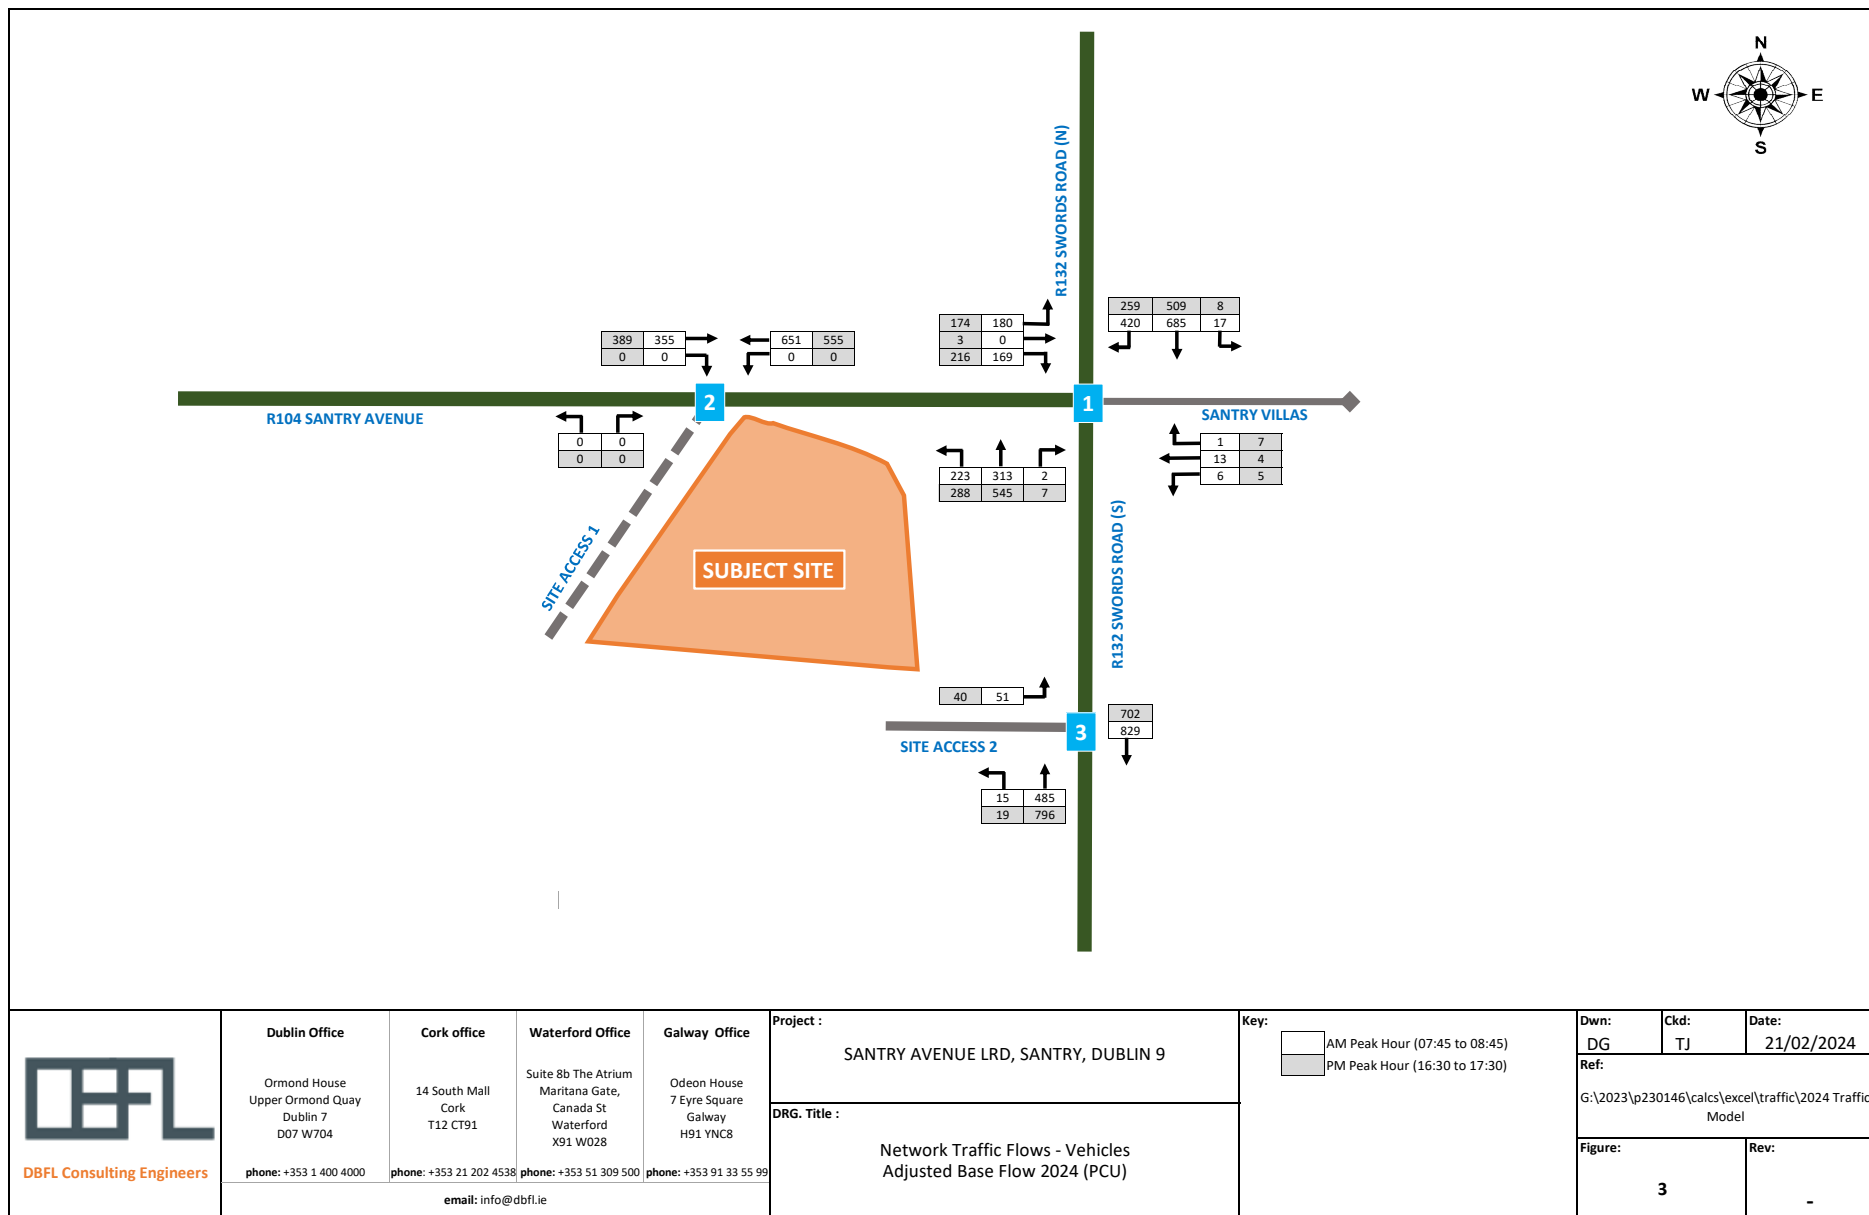 N
W E
S
R132 SWORDS ROAD (N)
259 509 8
420 685 17
174 180
3 0
216 169
389 355
0 0
651 555
0 0
2
1
R104 SANTRY AVENUE
SANTRY VILLAS
0 0
0 0
1 7
13 4
6 5
223 313 2
288 545 7
SITE ACCESS 1
SUBJECT SITE
R132 SWORDS ROAD (S)
40 51
702
829
3
SITE ACCESS 2
15 485
19 796
DBFL
DBFL Consulting Engineers
Dublin Office
Ormond House
Upper Ormond Quay
Dublin 7
D07 W704
phone: +353 1 400 4000
Cork office
14 South Mall
Cork
T12 CT91
phone: +353 21 202 4538
Waterford Office
Suite 8b The Atrium
Maritana Gate,
Canada St
Waterford
X91 W028
phone: +353 51 309 500
Galway Office
Odeon House
7 Eyre Square
Galway
H91 YNC8
phone: +353 91 33 55 99
email: info@dbfl.ie
Project :
SANTRY AVENUE LRD, SANTRY, DUBLIN 9
DRG. Title :
Network Traffic Flows - Vehicles
Adjusted Base Flow 2024 (PCU)
Key:
AM Peak Hour (07:45 to 08:45)
PM Peak Hour (16:30 to 17:30)
Dwn:
DG
Ckd:
TJ
Date:
21/02/2024
Ref:
G:\2023\p230146\calcs\excel\traffic\2024 Traffic
Model
Figure:
3
Rev:
-